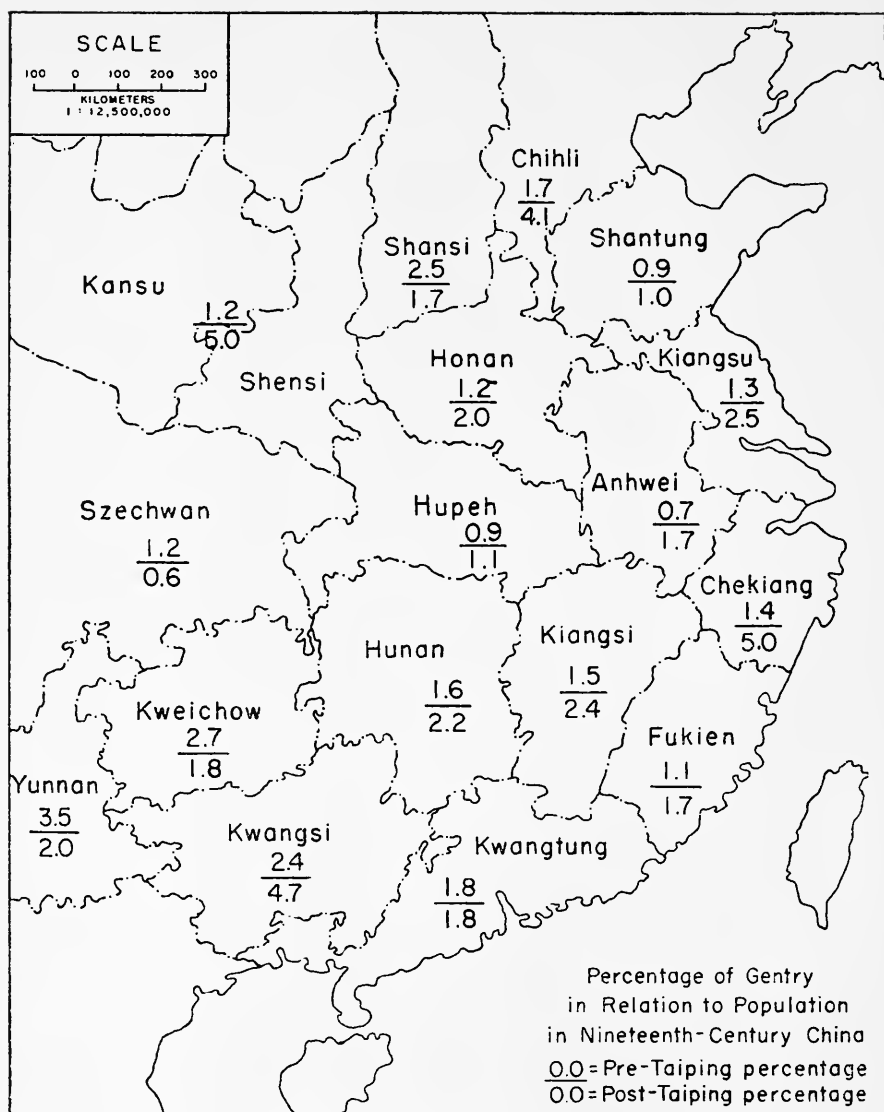 SCALE
100 0 100 200 300
KILOMETERS
1 : 12,500,000
Chihli
1.7
4.1
Shansi
2.5
1.7
Shantung
0.9
1.0
Kansu
1.2
5.0
Shensi
Honan
1.2
2.0
Kiangsu
1.3
2.5
Anhwei
0.7
1.7
Szechwan
1.2
0.6
Hupeh
0.9
1.1
Chekiang
1.4
5.0
Hunan
1.6
2.2
Kiangsi
1.5
2.4
Kweichow
2.7
1.8
Fukien
1.1
1.7
Yunnan
3.5
2.0
Kwangsi
2.4
4.7
Kwangtung
1.8
1.8
Percentage of Gentry
in Relation to Population
in Nineteenth-Century China
0.0 = Pre-Taiping percentage
0.0 = Post-Taiping percentage